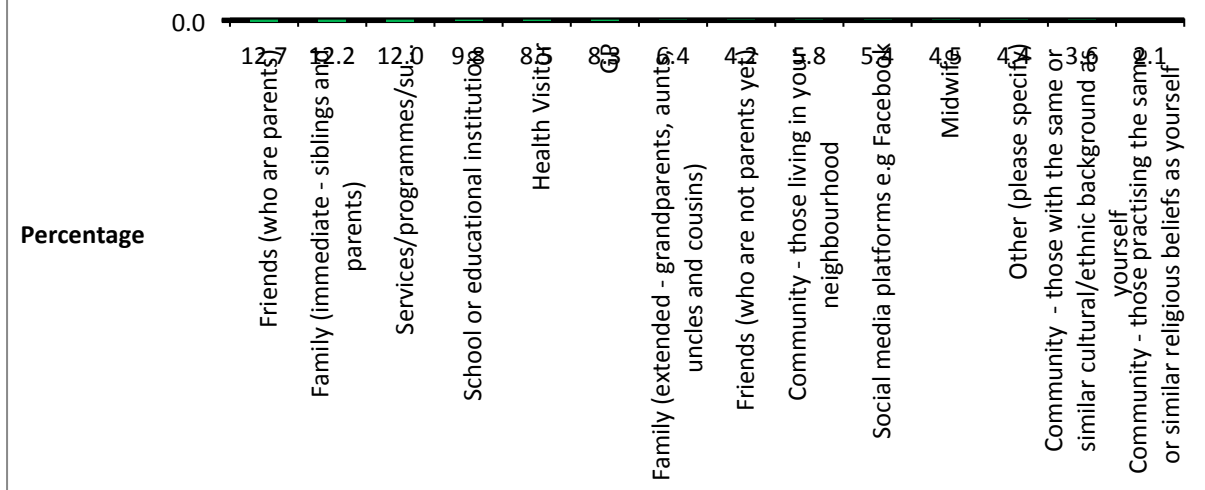 0.0
12.7 12.2 12.0 9.8 8.5 8.3 6.4 4.2 5.8 5.4 4.5 4.4 3.6 2.1
Percentage
Friends (who are parents)
Family (immediate - siblings and
parents)
Services/programmes/su…
School or educational institution
Health Visitor
GP
Family (extended - grandparents, aunts,
uncles and cousins)
Friends (who are not parents yet)
Community - those living in your
neighbourhood
Social media platforms e.g Facebook
Midwife
Other (please specify)
Community - those with the same or
similar cultural/ethnic background as
yourself
Community - those practising the same
or similar religious beliefs as yourself